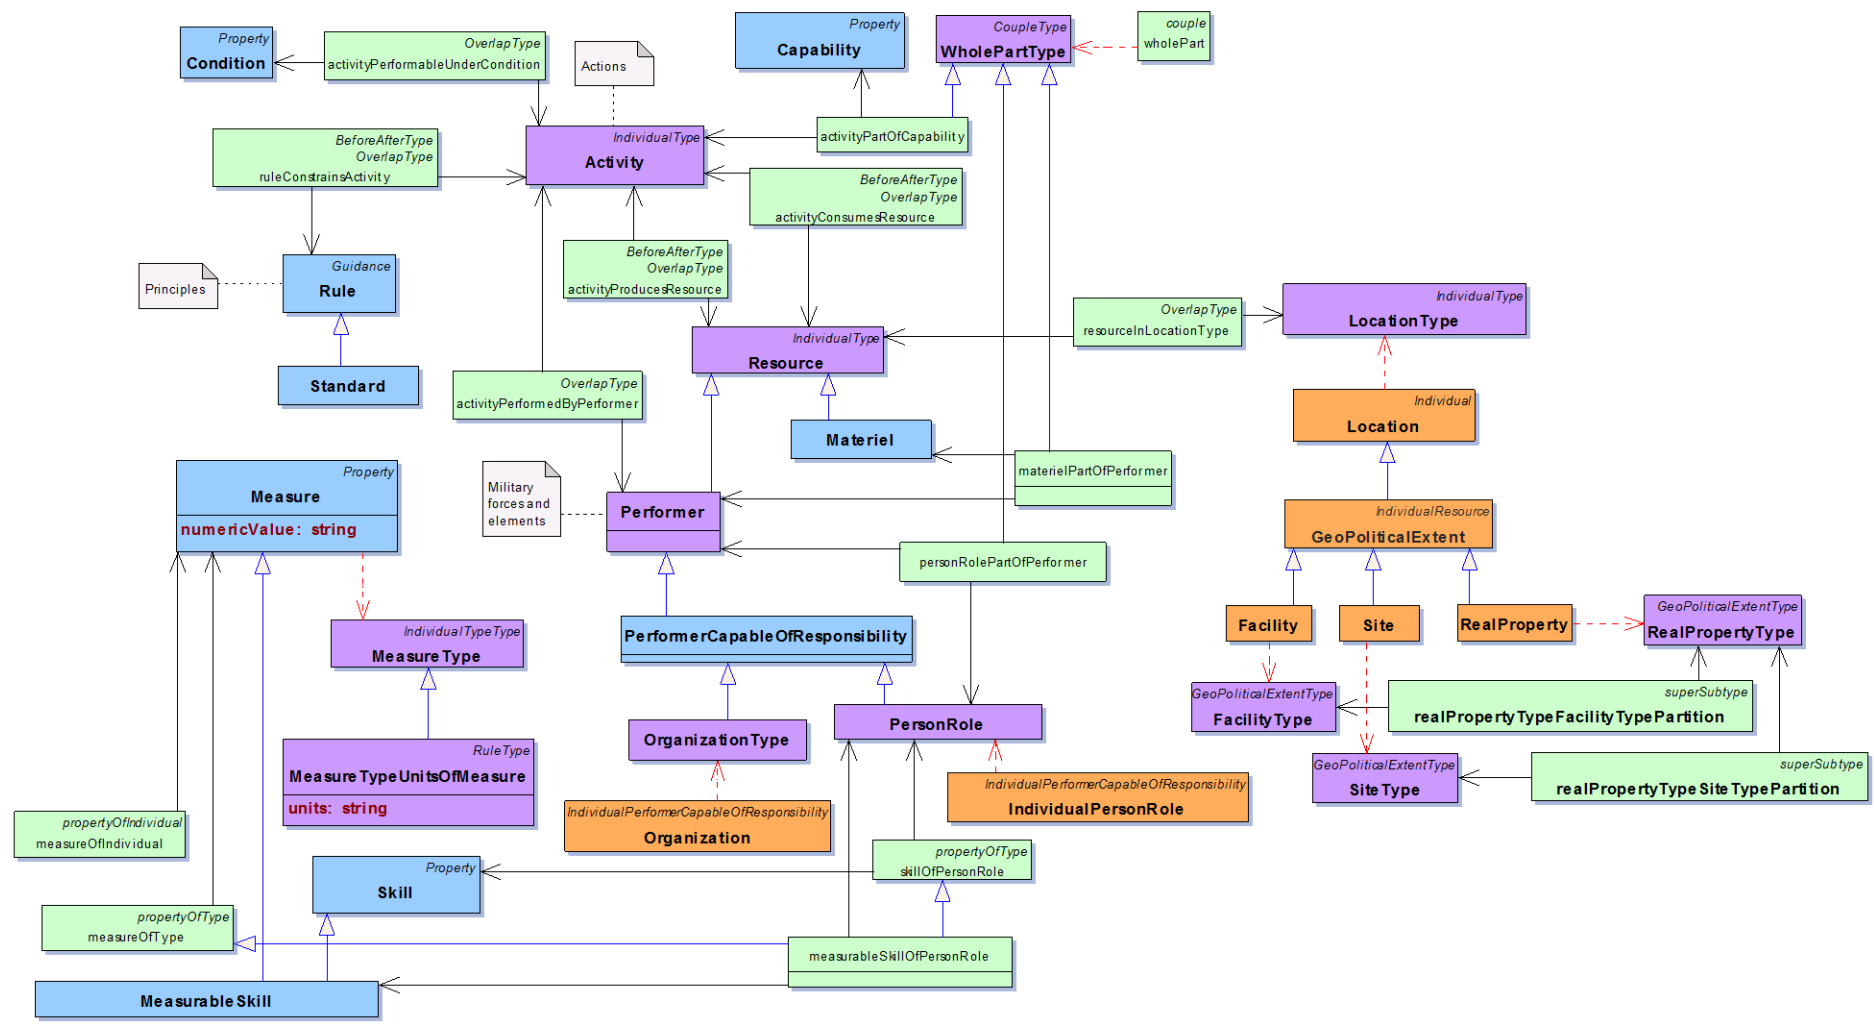 Property
Condition
OverlapType
activityPerformableUnderCondition
Actions
Property
Capability
CoupleType
WholePartType
couple
wholePart
BeforeAfterType
OverlapType
ruleConstrainsActivity
IndividualType
Activity
activityPartOfCapability
BeforeAfterType
OverlapType
activityConsumesResource
Principles
Guidance
Rule
BeforeAfterType
OverlapType
activityProducesResource
IndividualType
Resource
OverlapType
resourceInLocationType
IndividualType
LocationType
Standard
OverlapType
activityPerformedByPerformer
Materiel
Individual
Location
Property
Measure
numericValue: string
Military
forces and
elements
Performer
materielPartOfPerformer
IndividualResource
GeoPoliticalExtent
personRolePartOfPerformer
IndividualTypeType
MeasureType
PerformerCapableOfResponsibility
Facility
Site
RealProperty
GeoPoliticalExtentType
RealPropertyType
RuleType
MeasureTypeUnitsOfMeasure
units: string
OrganizationType
PersonRole
GeoPoliticalExtentType
FacilityType
superSubtype
realPropertyTypeFacilityTypePartition
IndividualPerformerCapableOfResponsibility
Organization
IndividualPerformerCapableOfResponsibility
IndividualPersonRole
GeoPoliticalExtentType
SiteType
superSubtype
realPropertyTypeSiteTypePartition
propertyOfIndividual
measureOfIndividual
Property
Skill
propertyOfType
skillOfPersonRole
propertyOfType
measureOfType
measurableSkillOfPersonRole
MeasurableSkill